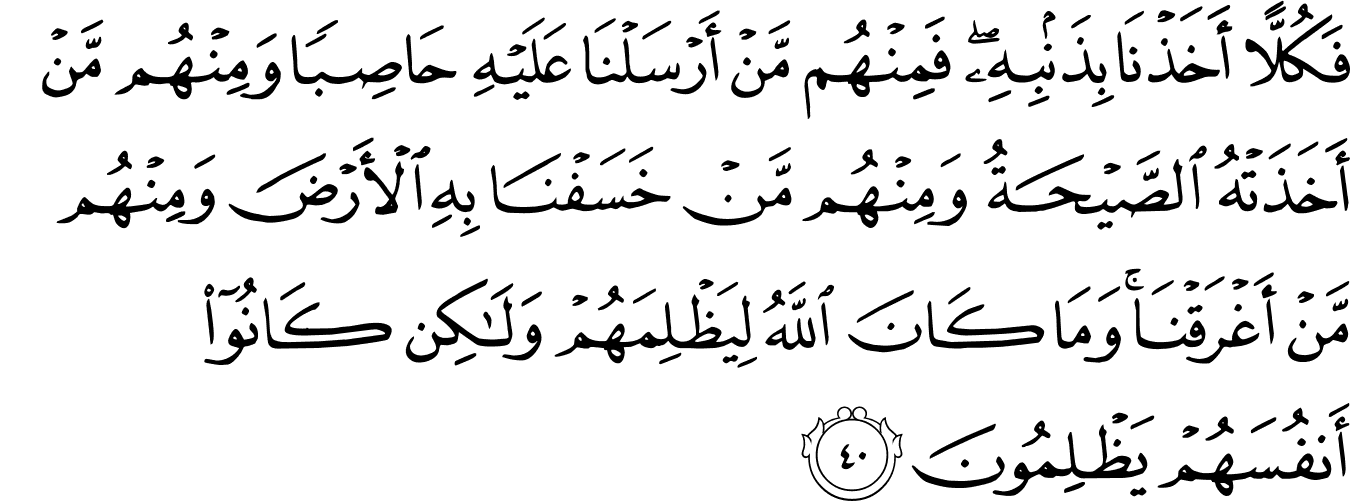 فَكُلًّا أَخَذْنَا بِذَنۢبِهِۦۖ فَمِنْهُم مَّنْ أَرْسَلْنَا عَلَيْهِ حَاصِبًا وَمِنْهُم مَّنْ
أَخَذَتْهُ ٱلصَّيْحَةُ وَمِنْهُم مَّنْ خَسَفْنَا بِهِ ٱلْأَرْضَ وَمِنْهُم
مَّنْ أَغْرَقْنَاۚ وَمَا كَانَ ٱللَّهُ لِيَظْلِمَهُمْ وَلَـٰكِن كَانُوٓا۟
أَنفُسَهُمْ يَظْلِمُونَ ٤٠